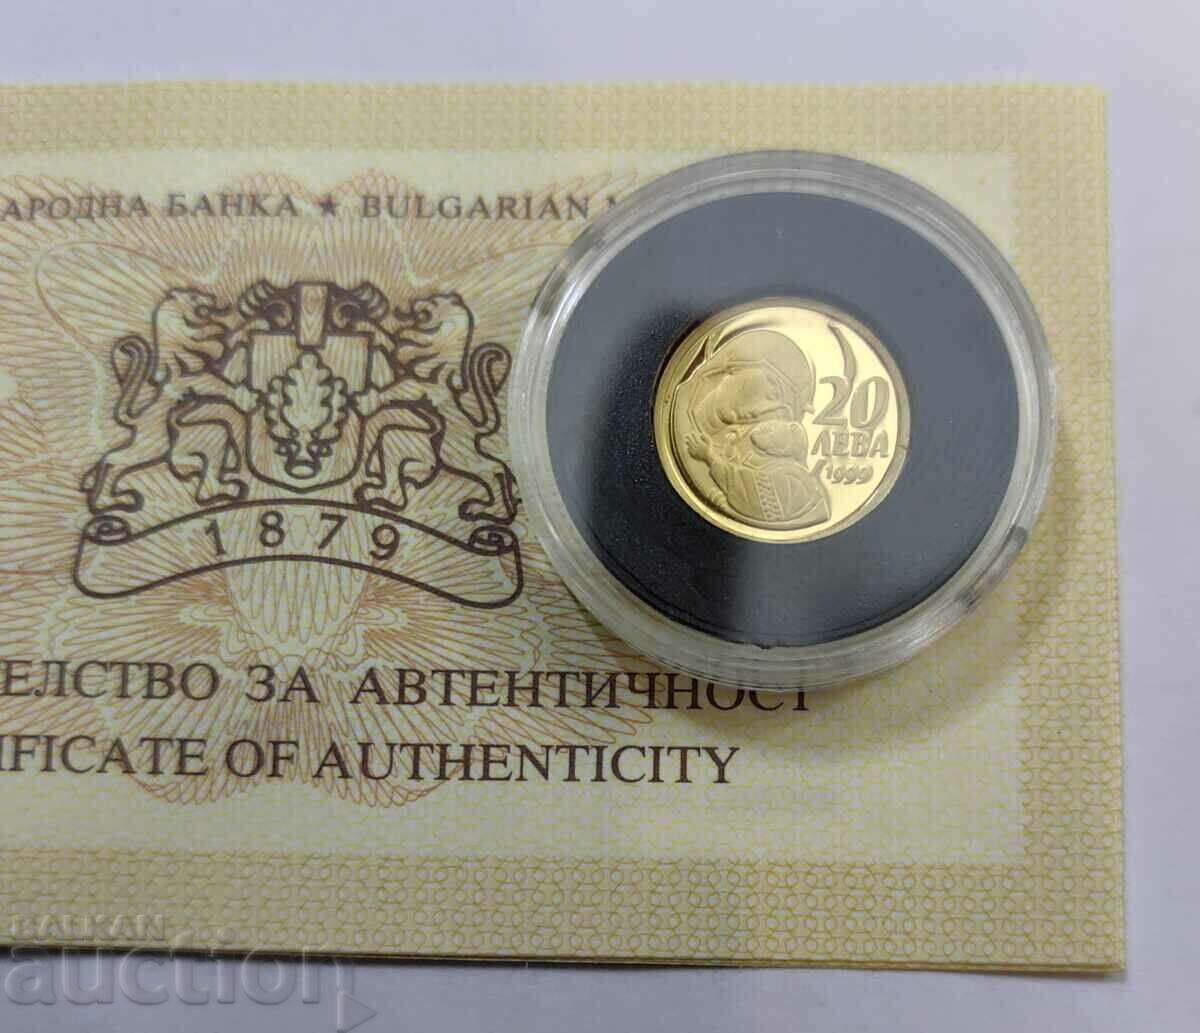 АРОДНА БАНКА ★ BULGARIAN
1879
20
ЛЕВА
1999
ЕЛСТВО ЗА АВТЕНТИЧНОСТ
IFICATE OF AUTHENTICITY
BALKAN
auction